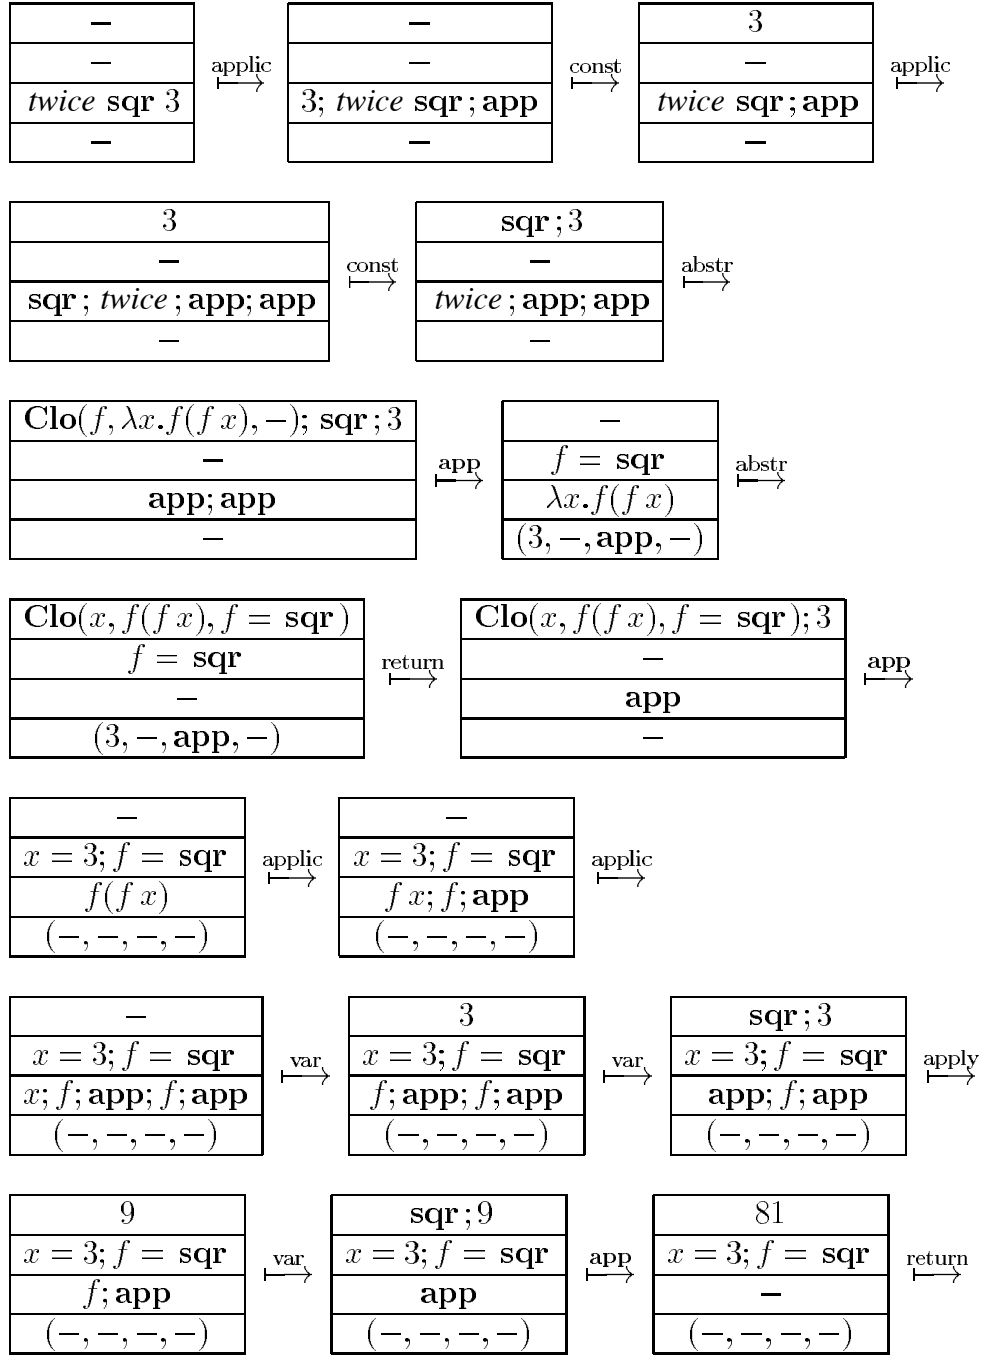 – – 3
applic const applic
– – –
twice sqr 3 3; twice sqr ; app twice sqr ; app
– – –
3 sqr ; 3
const abstr
– –
sqr ; twice ; app; app twice ; app; app
– –
Clo(f, λx.f(f x), –); sqr ; 3 –
app abstr
– f = sqr
app; app λx.f(f x)
– (3, –, app, –)
Clo(x, f(f x), f = sqr ) Clo(x, f(f x), f = sqr ); 3
return app
f = sqr –
– app
(3, –, app, –) –
– –
applic applic
x = 3; f = sqr x = 3; f = sqr
f(f x) f x; f; app
(–, –, –, –) (–, –, –, –)
– 3 sqr ; 3
var var apply
x = 3; f = sqr x = 3; f = sqr x = 3; f = sqr
x; f; app; f; app f; app; f; app app; f; app
(–, –, –, –) (–, –, –, –) (–, –, –, –)
9 sqr ; 9 81
var app return
x = 3; f = sqr x = 3; f = sqr x = 3; f = sqr
f; app app –
(–, –, –, –) (–, –, –, –) (–, –, –, –)